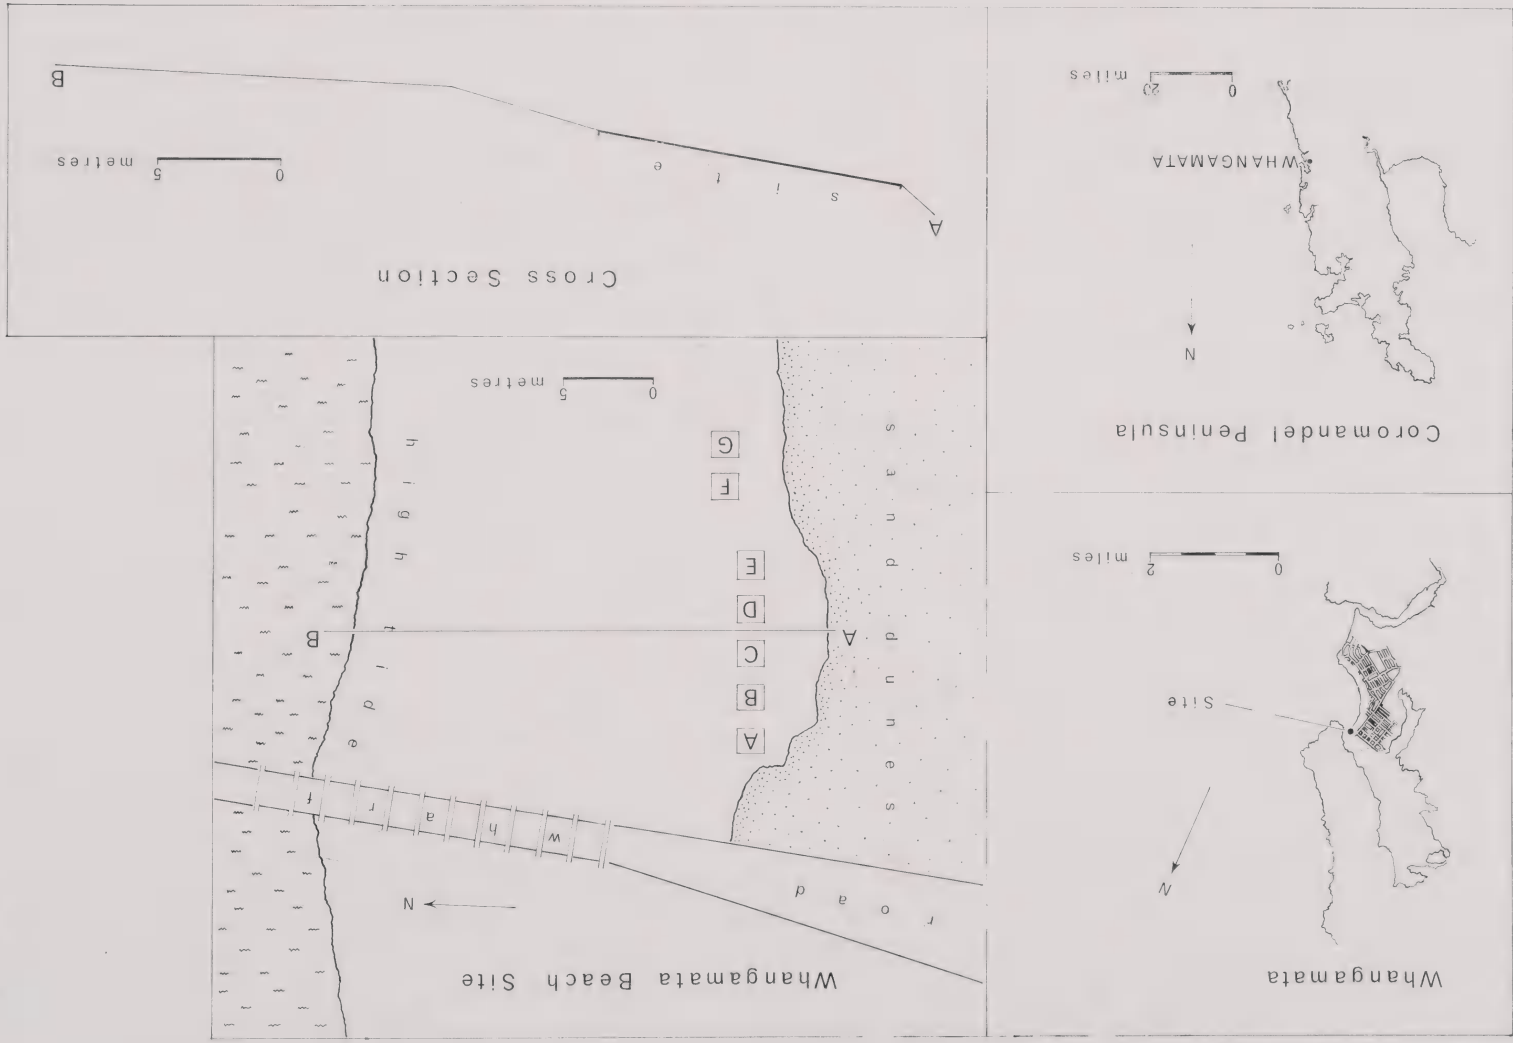 Whangamata
N
Site
0 2 miles
Coromandel Peninsula
N
WHANGAMATA
0 20 miles
Whangamata Beach Site
N
road
wharf
sand dunes
high tide
A
B
C
D
E
F
G
A
B
0 5 metres
Cross Section
A
site
0 5 metres
B